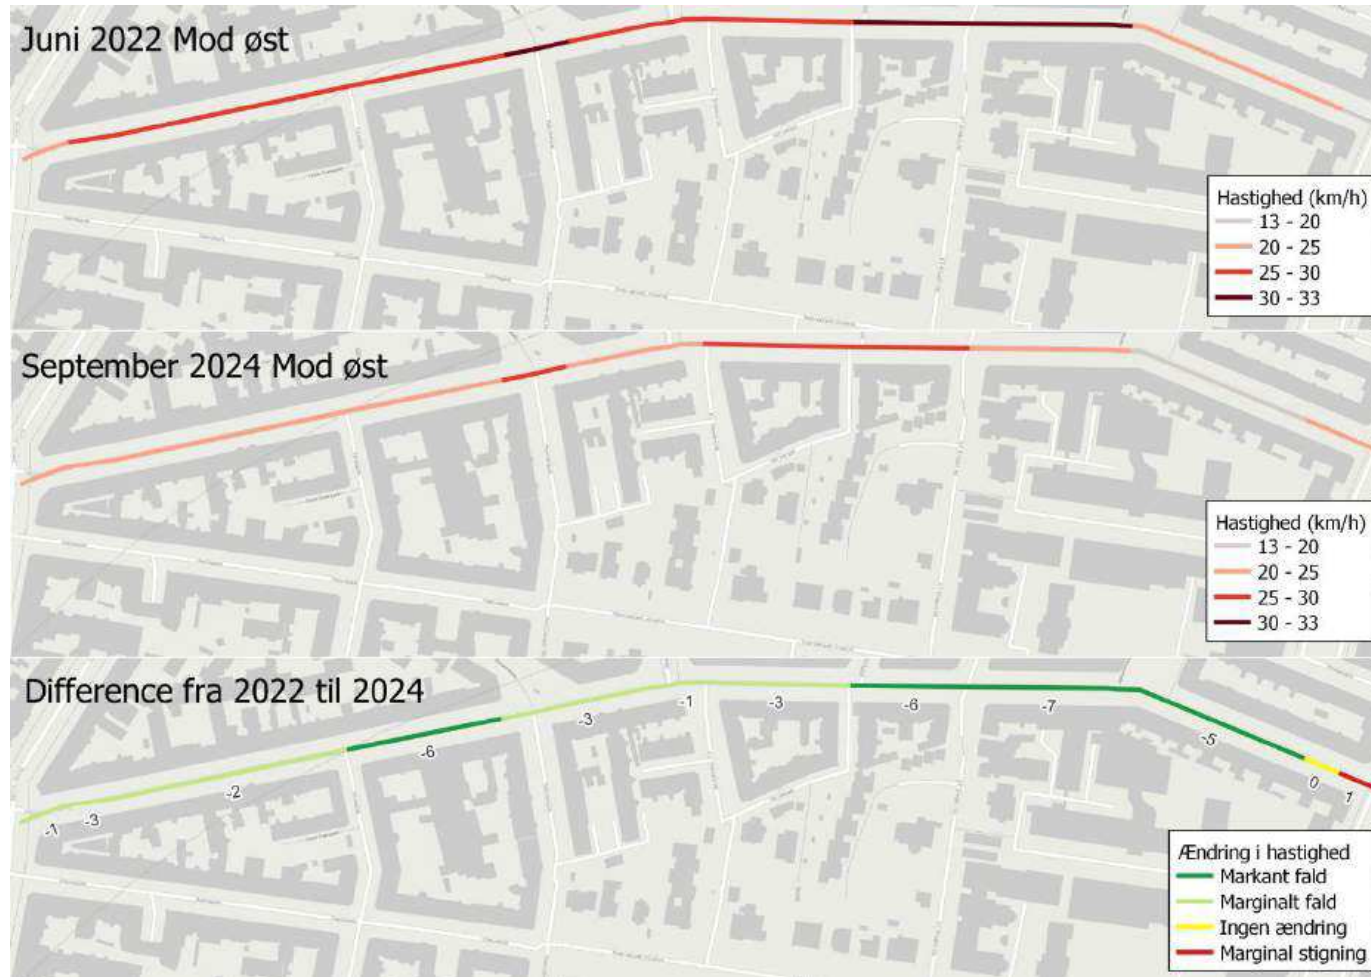 Juni 2022 Mod øst
Hastighed (km/h)
13 - 20
20 - 25
25 - 30
30 - 33
September 2024 Mod øst
Hastighed (km/h)
13 - 20
20 - 25
25 - 30
30 - 33
Difference fra 2022 til 2024
-1
-3
-2
-6
-3
-1
-3
-6
-7
-5
0
1
Ændring i hastighed
Markant fald
Marginalt fald
Ingen ændring
Marginal stigning